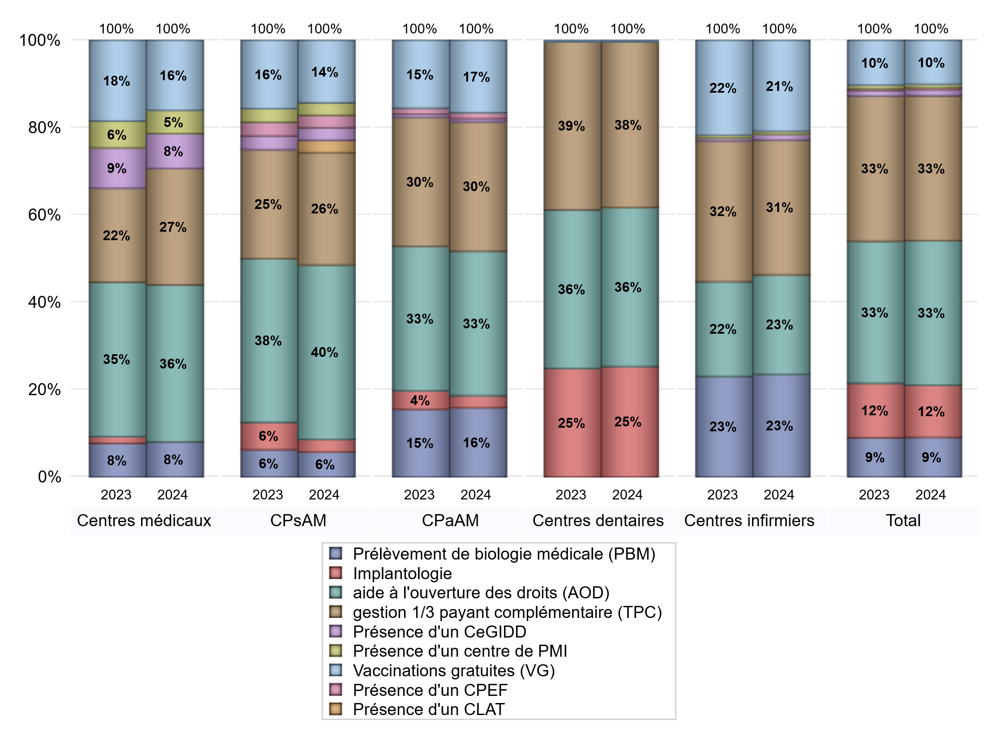 100% 100% 100% 100% 100% 100% 100% 100% 100% 100% 100% 100%
100%
80%
60%
40%
20%
0%
18% 16% 16% 14% 15% 17% 39% 38% 22% 21% 10% 10%
6% 5%
9% 8%
22% 27% 25% 26% 30% 30% 32% 31% 33% 33%
35% 36% 38% 40% 33% 33% 36% 36% 22% 23% 33% 33%
6% 4% 25% 25% 12% 12%
8% 8% 6% 6% 15% 16% 23% 23% 9% 9%
2023 2024 2023 2024 2023 2024 2023 2024 2023 2024 2023 2024
Centres médicaux CPsAM CPaAM Centres dentaires Centres infirmiers Total
Prélèvement de biologie médicale (PBM)
Implantologie
aide à l'ouverture des droits (AOD)
gestion 1/3 payant complémentaire (TPC)
Présence d'un CeGIDD
Présence d'un centre de PMI
Vaccinations gratuites (VG)
Présence d'un CPEF
Présence d'un CLAT